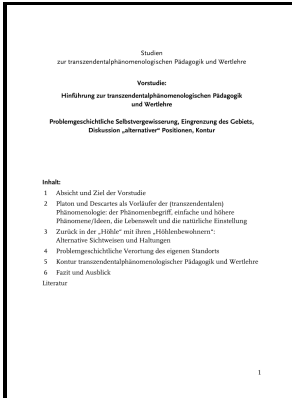 Studien
zur transzendentalphänomenologischen Pädagogik und Wertlehre
Vorstudie:
Hinführung zur transzendentalphänomenologischen Pädagogik
und Wertlehre
Problemgeschichtliche Selbstvergewisserung, Eingrenzung des Gebiets,
Diskussion „alternativer“ Positionen, Kontur
Inhalt:
1 Absicht und Ziel der Vorstudie
2 Platon und Descartes als Vorläufer der (transzendentalen)
Phänomenologie: der Phänomenbegriff, einfache und höhere
Phänomene/Ideen, die Lebenswelt und die natürliche Einstellung
3 Zurück in der „Höhle“ mit ihren „Höhlenbewohnern“:
Alternative Sichtweisen und Haltungen
4 Problemgeschichtliche Verortung des eigenen Standorts
5 Kontur transzendentalphänomenologischer Pädagogik und Wertlehre
6 Fazit und Ausblick
Literatur
1